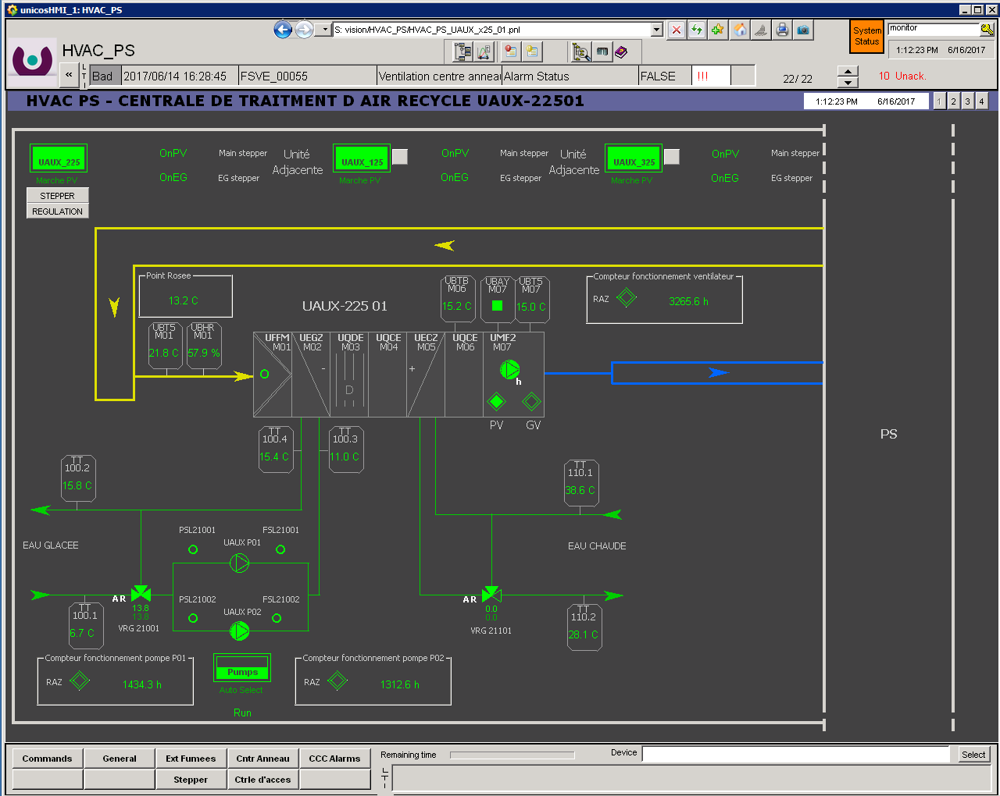 unicosHMI_1: HVAC_PS
S: vision/HVAC_PS/HVAC_PS_UAUX_x25_01.pnl
System
Status
monitor
HVAC_PS
1:12:23 PM 6/16/2017
«
L
T
I
Bad 2017/06/14 16:28:45 FSVE_00055 Ventilation centre anneau Alarm Status FALSE !!!
22/ 22
10 Unack.
HVAC PS - CENTRALE DE TRAITMENT D AIR RECYCLE UAUX-22501
1:12:23 PM 6/16/2017
1 2 3 4
UAUX_225
Marche PV
OnPV Main stepper
OnEG EG stepper
Unité
Adjacente
UAUX_125
Marche PV
OnPV Main stepper
OnEG EG stepper
Unité
Adjacente
UAUX_325
Marche PV
OnPV Main stepper
OnEG EG stepper
STEPPER
REGULATION
Point Rosee
13.2 C
UAUX-225 01
UBTB
M06
15.2 C
UBAY
M07
UBT5
M07
15.0 C
Compteur fonctionnement ventilateur
RAZ 3265.6 h
UBT5
M01
21.8 C
UBHR
M01
57.9 %
UFFM
M01
UEGZ
M02
-
UQDE
M03
D
UQCE
M04
UECZ
M05
+
UQCE
M06
UMF2
M07
h
PV GV
PS
TT
100.4
15.4 C
TT
100.3
11.0 C
TT
100.2
15.8 C
TT
110.1
38.6 C
EAU GLACEE
EAU CHAUDE
PSL21001
FSL21001
UAUX P01
AR
13.8
13.8
VRG 21001
PSL21002
FSL21002
UAUX P02
AR
0.0
0.0
VRG 21101
TT
100.1
6.7 C
TT
110.2
28.1 C
Compteur fonctionnement pompe P01
RAZ 1434.3 h
Pumps
Auto Select
Run
Compteur fonctionnement pompe P02
RAZ 1312.6 h
Commands General Ext Fumees Cntr Anneau CCC Alarms
Stepper Ctrle d'acces
Remaining time
Device
Select
L
T
I